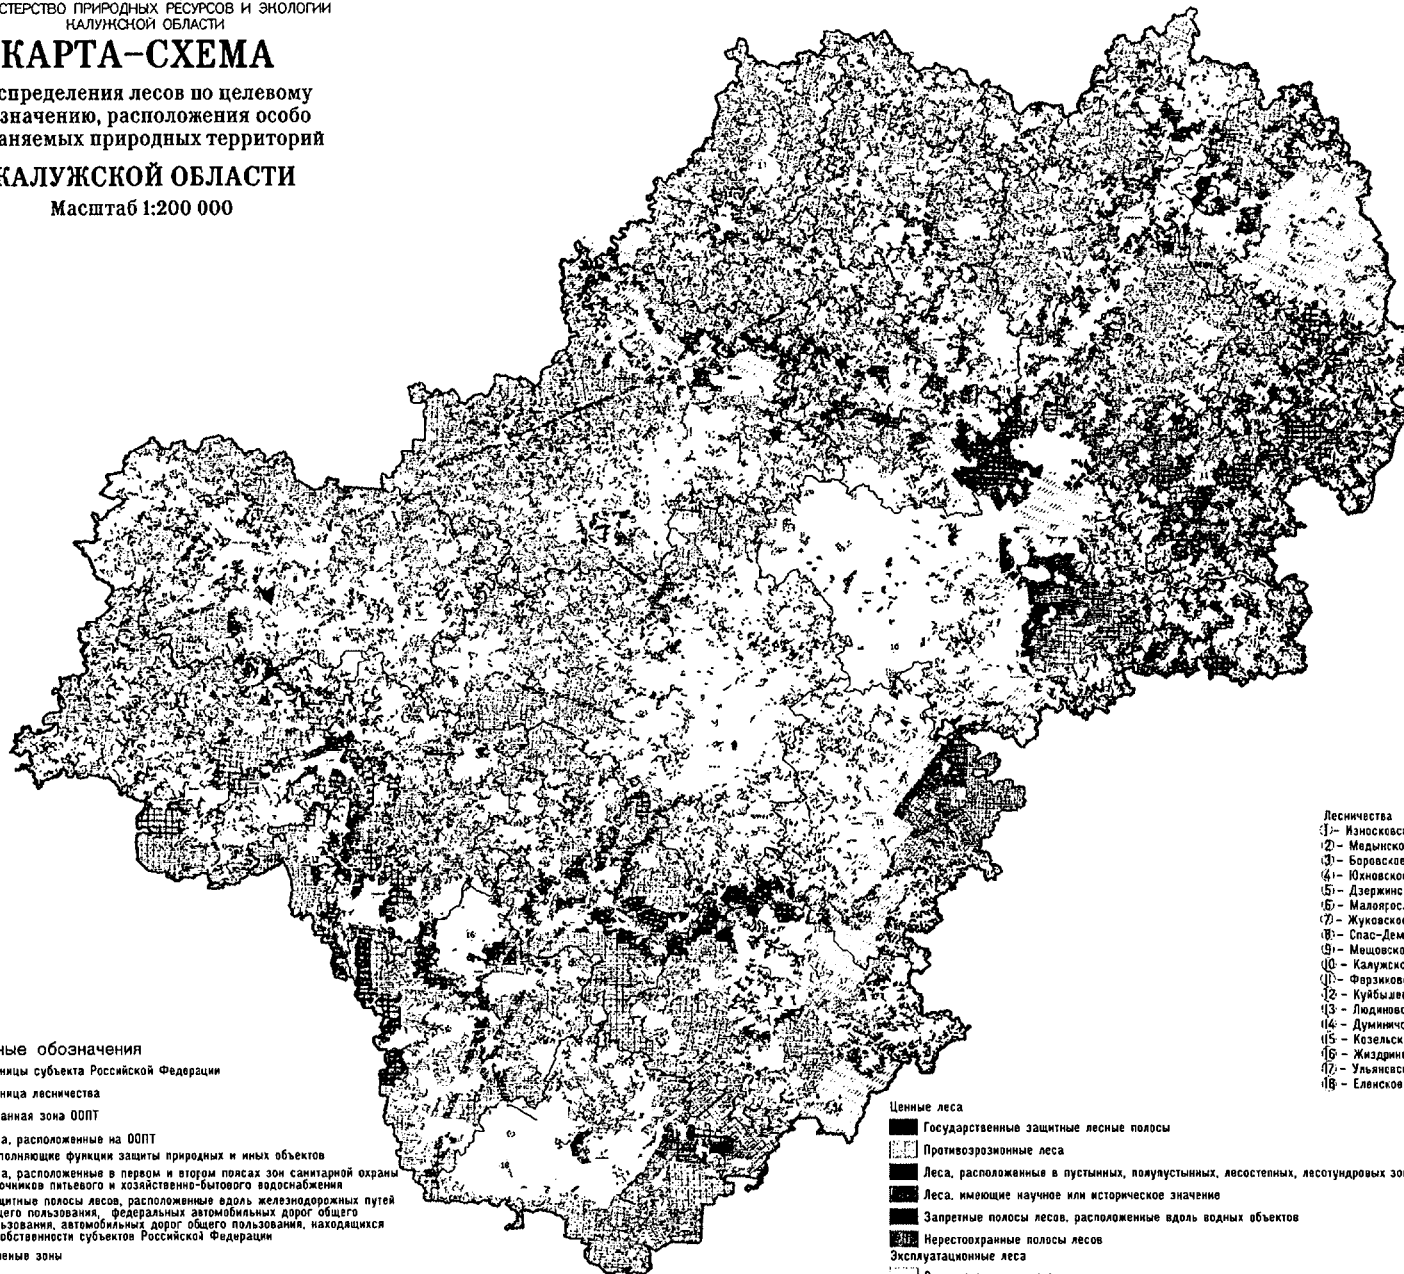 СТЕРСТВО ПРИРОДНЫХ РЕСУРСОВ И ЭКОЛОГИИ
КАЛУЖСКОЙ ОБЛАСТИ
КАРТА-СХЕМА
спределения лесов по целевому
значению, расположения особо
аняемых природных территорий
КАЛУЖСКОЙ ОБЛАСТИ
Масштаб 1:200 000
ные обозначения
ницы субъекта Российской Федерации
ница лесничества
анная зона ООПТ
а, расположенные на ООПТ
полняющие функции защиты природных и иных объектов
а, расположенные в первом и втором поясах зон санитарной охраны
очников питьевого и хозяйственно-бытового водоснабжения
щитные полосы лесов, расположенные вдоль железнодорожных путей
щего пользования, федеральных автомобильных дорог общего
льзования, автомобильных дорог общего пользования, находящихся
обственности субъектов Российской Федерации
леные зоны
Ценные леса
Государственные защитные лесные полосы
Противоэрозионные леса
Леса, расположенные в пустынных, полупустынных, лесостепных, лесотундровых зон
Леса, имеющие научное или историческое значение
Запретные полосы лесов, расположенные вдоль водных объектов
Нерестоохранные полосы лесов
Эксплуатационные леса
Лесничества
1 - Износковс
2 - Медынско
3 - Боровское
4 - Юхновско
5 - Дзержинс
6 - Малоярос
7 - Жуковское
8 - Спас-Дем
9 - Мещовско
10 - Калужско
11 - Ферзиков
12 - Куйбыше
13 - Людиново
14 - Думинич
15 - Козельск
16 - Жиздрин
17 - Ульяновс
18 - Еленское